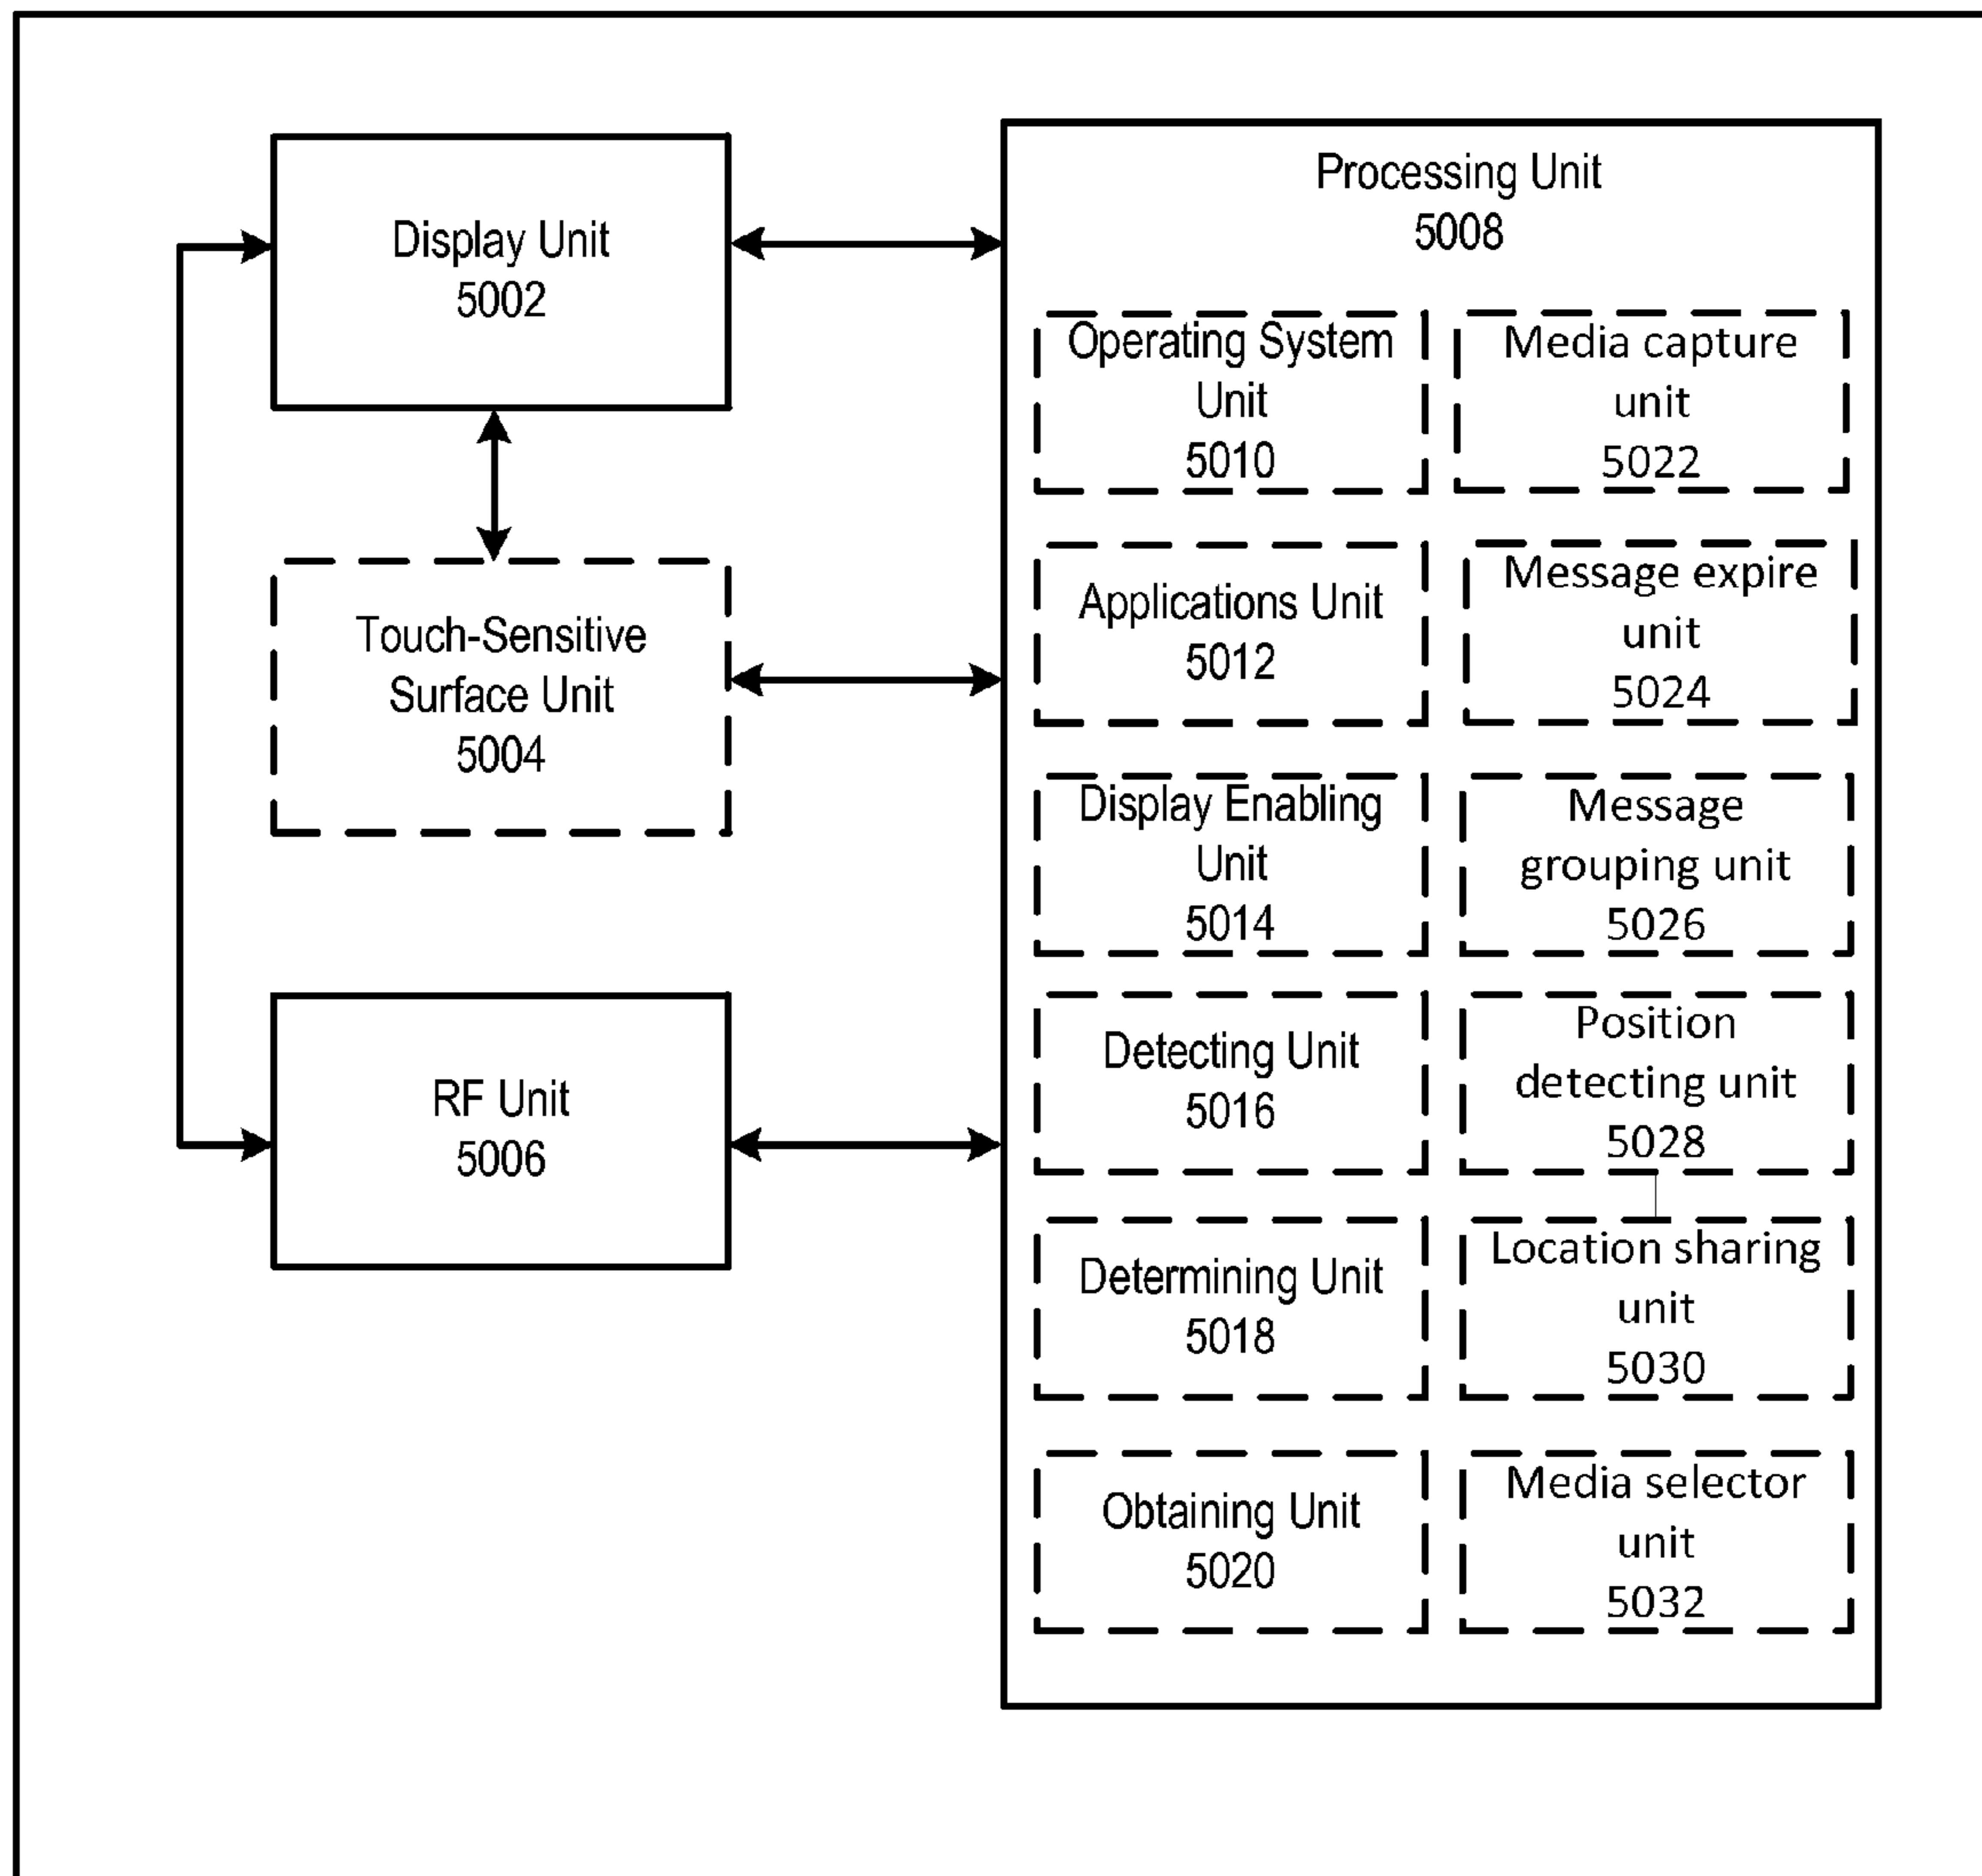 Display Unit
5002
Touch-Sensitive
Surface Unit
5004
RF Unit
5006
Processing Unit
5008
Operating System
Unit
5010
Media capture
unit
5022
Applications Unit
5012
Message expire
unit
5024
Display Enabling
Unit
5014
Message
grouping unit
5026
Detecting Unit
5016
Position
detecting unit
5028
Determining Unit
5018
Location sharing
unit
5030
Obtaining Unit
5020
Media selector
unit
5032